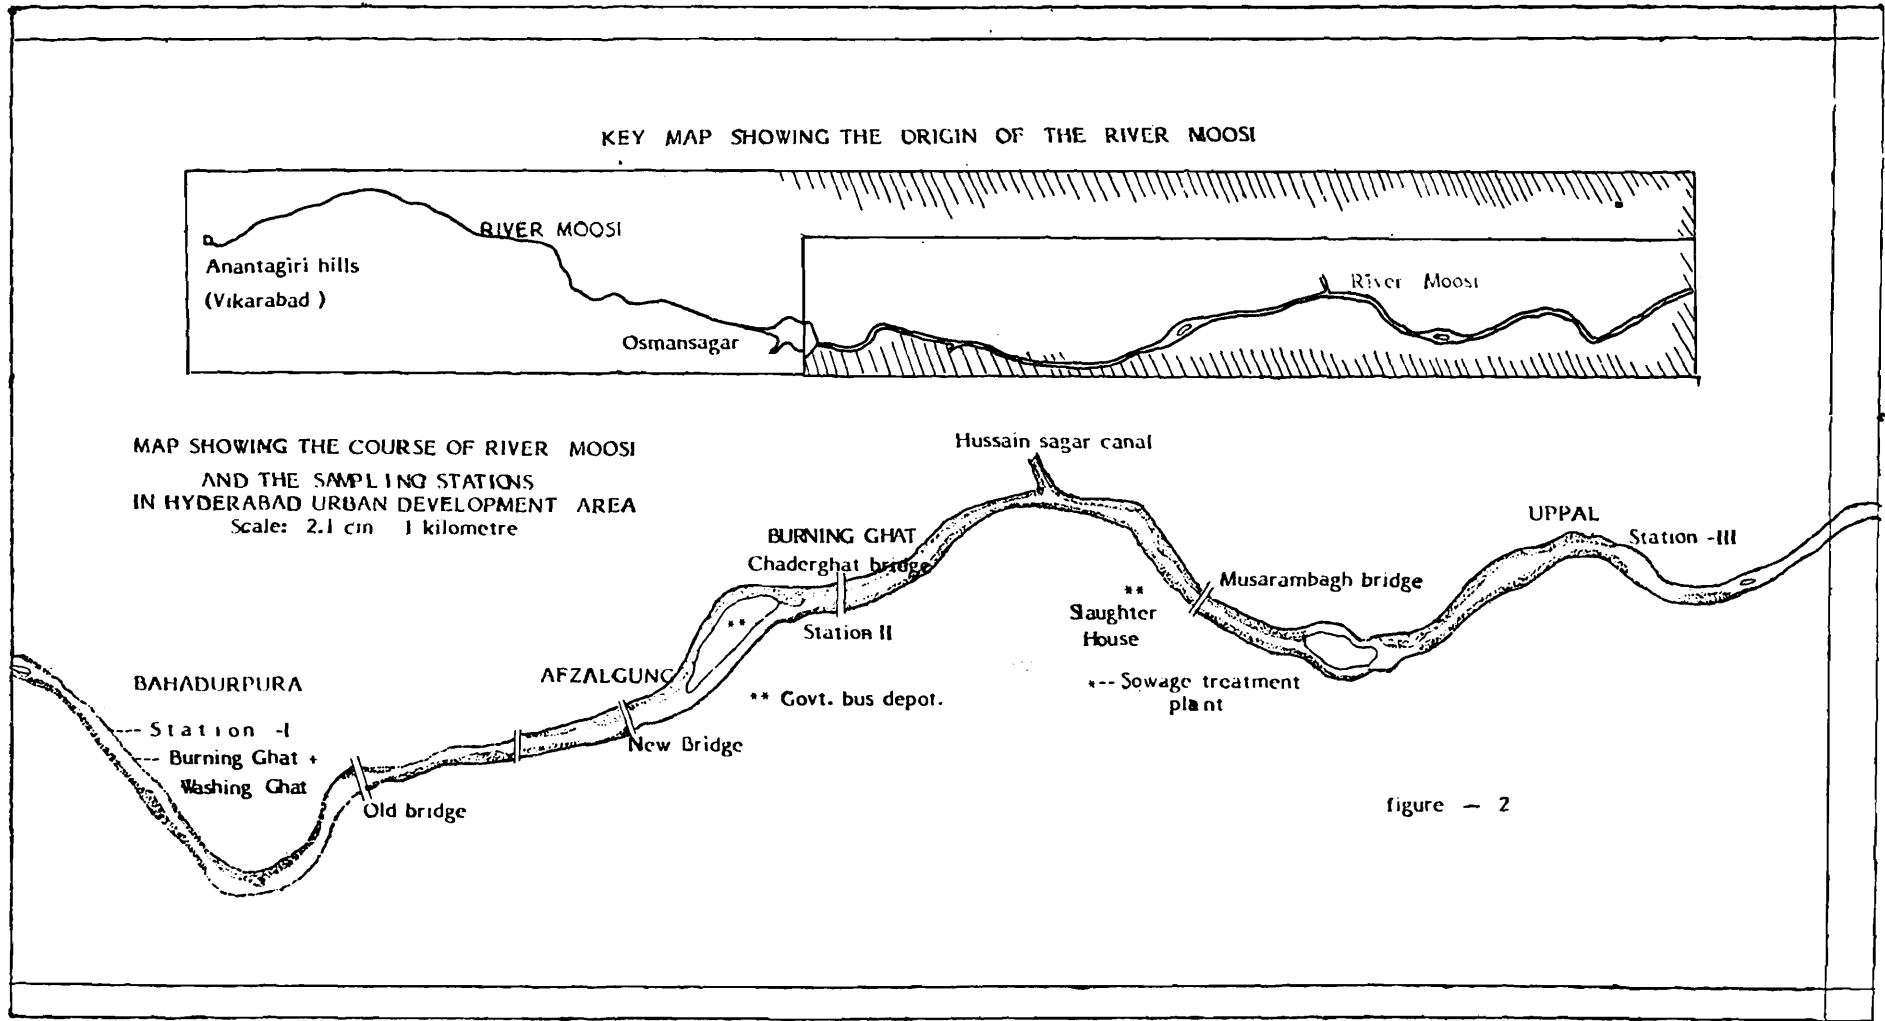 KEY MAP SHOWING THE ORIGIN OF THE RIVER MOOSI
RIVER MOOSI
Anantagiri hills
(Vikarabad )
Osmansagar
River Moosi
MAP SHOWING THE COURSE OF RIVER MOOSI
AND THE SAMPLING STATIONS
IN HYDERABAD URBAN DEVELOPMENT AREA
Scale: 2.1 cm 1 kilometre
Hussain sagar canal
BURNING GHAT
Chaderghat bridge
UPPAL
Station -III
Musarambagh bridge
**
Slaughter
House
**
Station II
AFZALGUNG
BAHADURPURA
** Govt. bus depot.
*-- Sowage treatment
plant
--- Station -I
--- Burning Ghat +
Washing Ghat
New Bridge
Old bridge
figure - 2